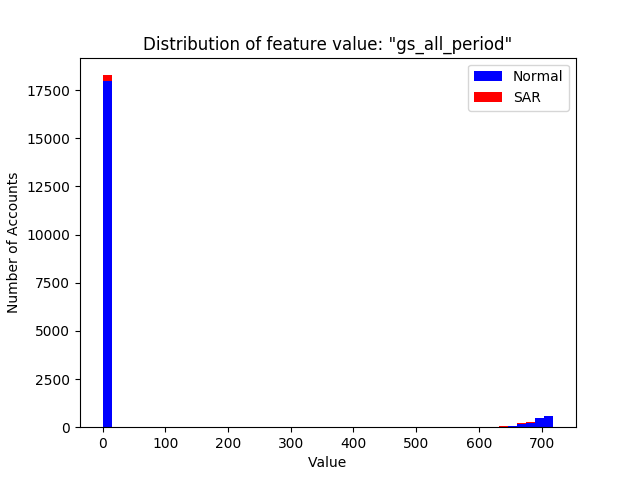 Distribution of feature value: "gs_all_period"
Normal
SAR
Number of Accounts
17500
15000
12500
10000
7500
5000
2500
0
0 100 200 300 400 500 600 700
Value